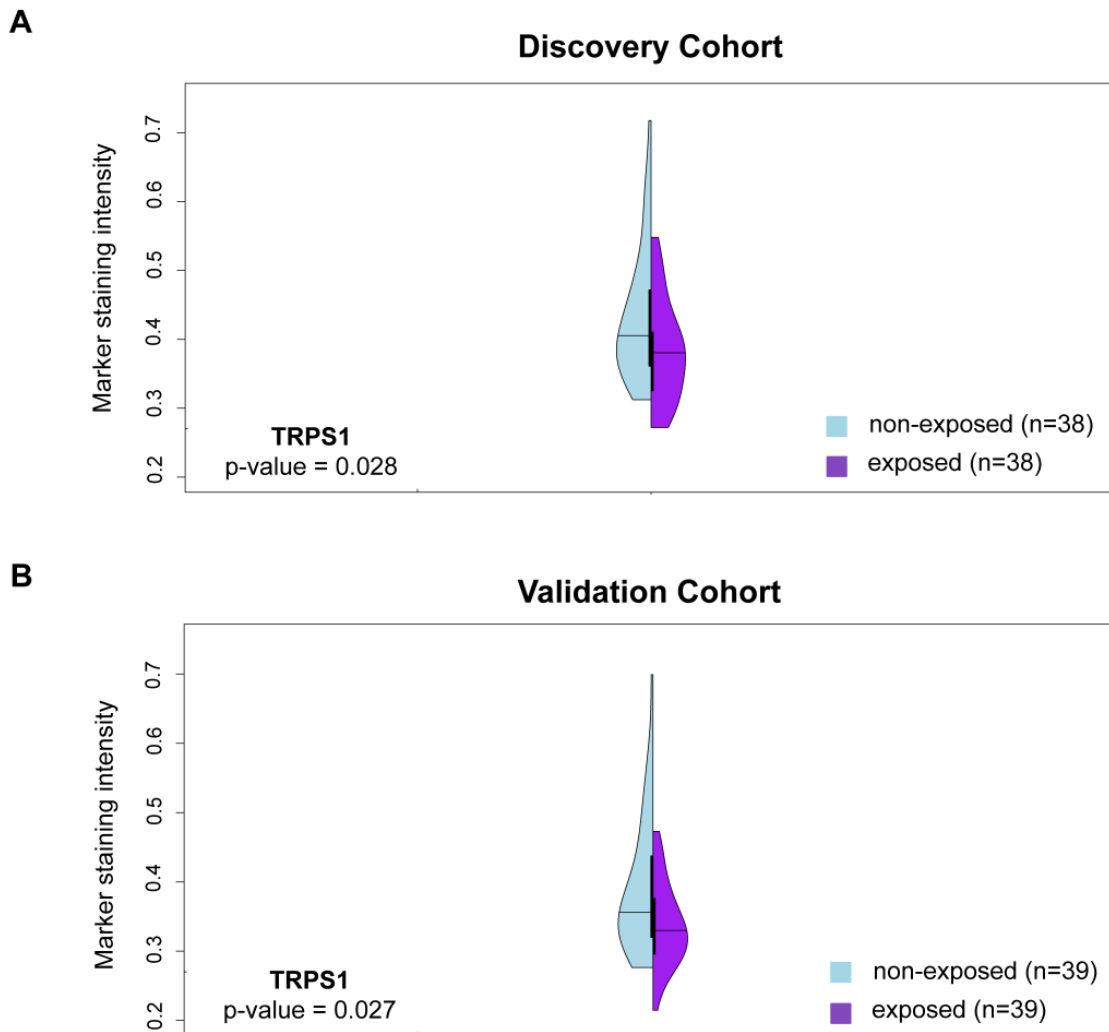 A
Discovery Cohort
Marker staining intensity
0.7
0.6
0.5
0.4
0.3
0.2
TRPS1
p-value = 0.028
non-exposed (n=38)
exposed (n=38)
B
Validation Cohort
Marker staining intensity
0.7
0.6
0.5
0.4
0.3
0.2
TRPS1
p-value = 0.027
non-exposed (n=39)
exposed (n=39)